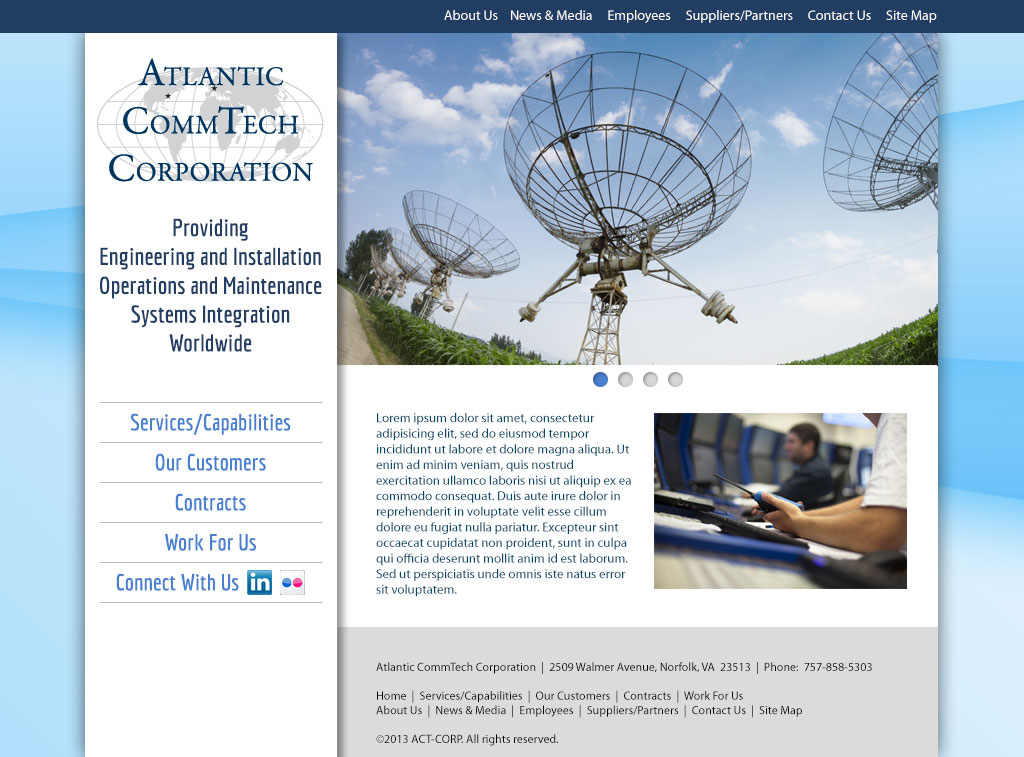 About Us News & Media Employees Suppliers/Partners Contact Us Site Map
Atlantic
CommTech
Corporation
Providing
Engineering and Installation
Operations and Maintenance
Systems Integration
Worldwide
Services/Capabilities
Our Customers
Contracts
Work For Us
Connect With Us in
Lorem ipsum dolor sit amet, consectetur
adipisicing elit, sed do eiusmod tempor
incididunt ut labore et dolore magna aliqua. Ut
enim ad minim veniam, quis nostrud
exercitation ullamco laboris nisi ut aliquip ex ea
commodo consequat. Duis aute irure dolor in
reprehenderit in voluptate velit esse cillum
dolore eu fugiat nulla pariatur. Excepteur sint
occaecat cupidatat non proident, sunt in culpa
qui officia deserunt mollit anim id est laborum.
Sed ut perspiciatis unde omnis iste natus error
sit voluptatem.
Atlantic CommTech Corporation | 2509 Walmer Avenue, Norfolk, VA 23513 | Phone: 757-858-5303
Home | Services/Capabilities | Our Customers | Contracts | Work For Us
About Us | News & Media | Employees | Suppliers/Partners | Contact Us | Site Map
©2013 ACT-CORP. All rights reserved.